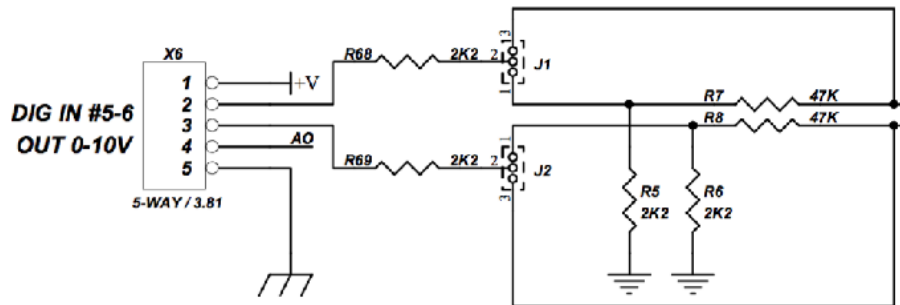 X6
DIG IN #5-6
OUT 0-10V
1
2
3
4
5
5-WAY / 3.81
+V
AO
R68 2K2
R69 2K2
3
2
1
J1
1
2
3
J2
R7 47K
R8 47K
R5
2K2
R6
2K2